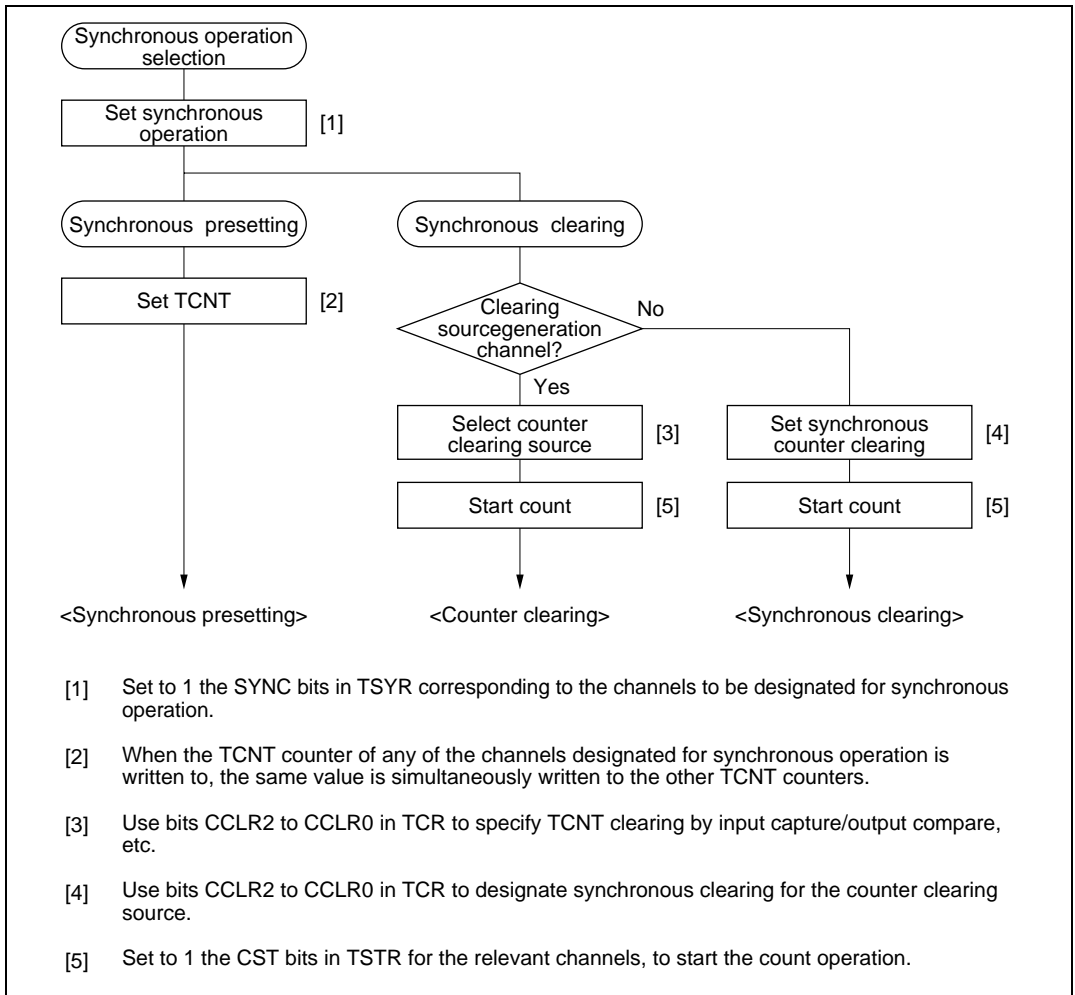 Synchronous operation
selection
Set synchronous
operation
[1]
Synchronous presetting
Synchronous clearing
Set TCNT
[2]
Clearing
sourcegeneration
channel?
No
Yes
Select counter
clearing source
[3]
Set synchronous
counter clearing
[4]
Start count
[5]
Start count
[5]
<Synchronous presetting>
<Counter clearing>
<Synchronous clearing>
[1] Set to 1 the SYNC bits in TSYR corresponding to the channels to be designated for synchronous
operation.
[2] When the TCNT counter of any of the channels designated for synchronous operation is
written to, the same value is simultaneously written to the other TCNT counters.
[3] Use bits CCLR2 to CCLR0 in TCR to specify TCNT clearing by input capture/output compare,
etc.
[4] Use bits CCLR2 to CCLR0 in TCR to designate synchronous clearing for the counter clearing
source.
[5] Set to 1 the CST bits in TSTR for the relevant channels, to start the count operation.